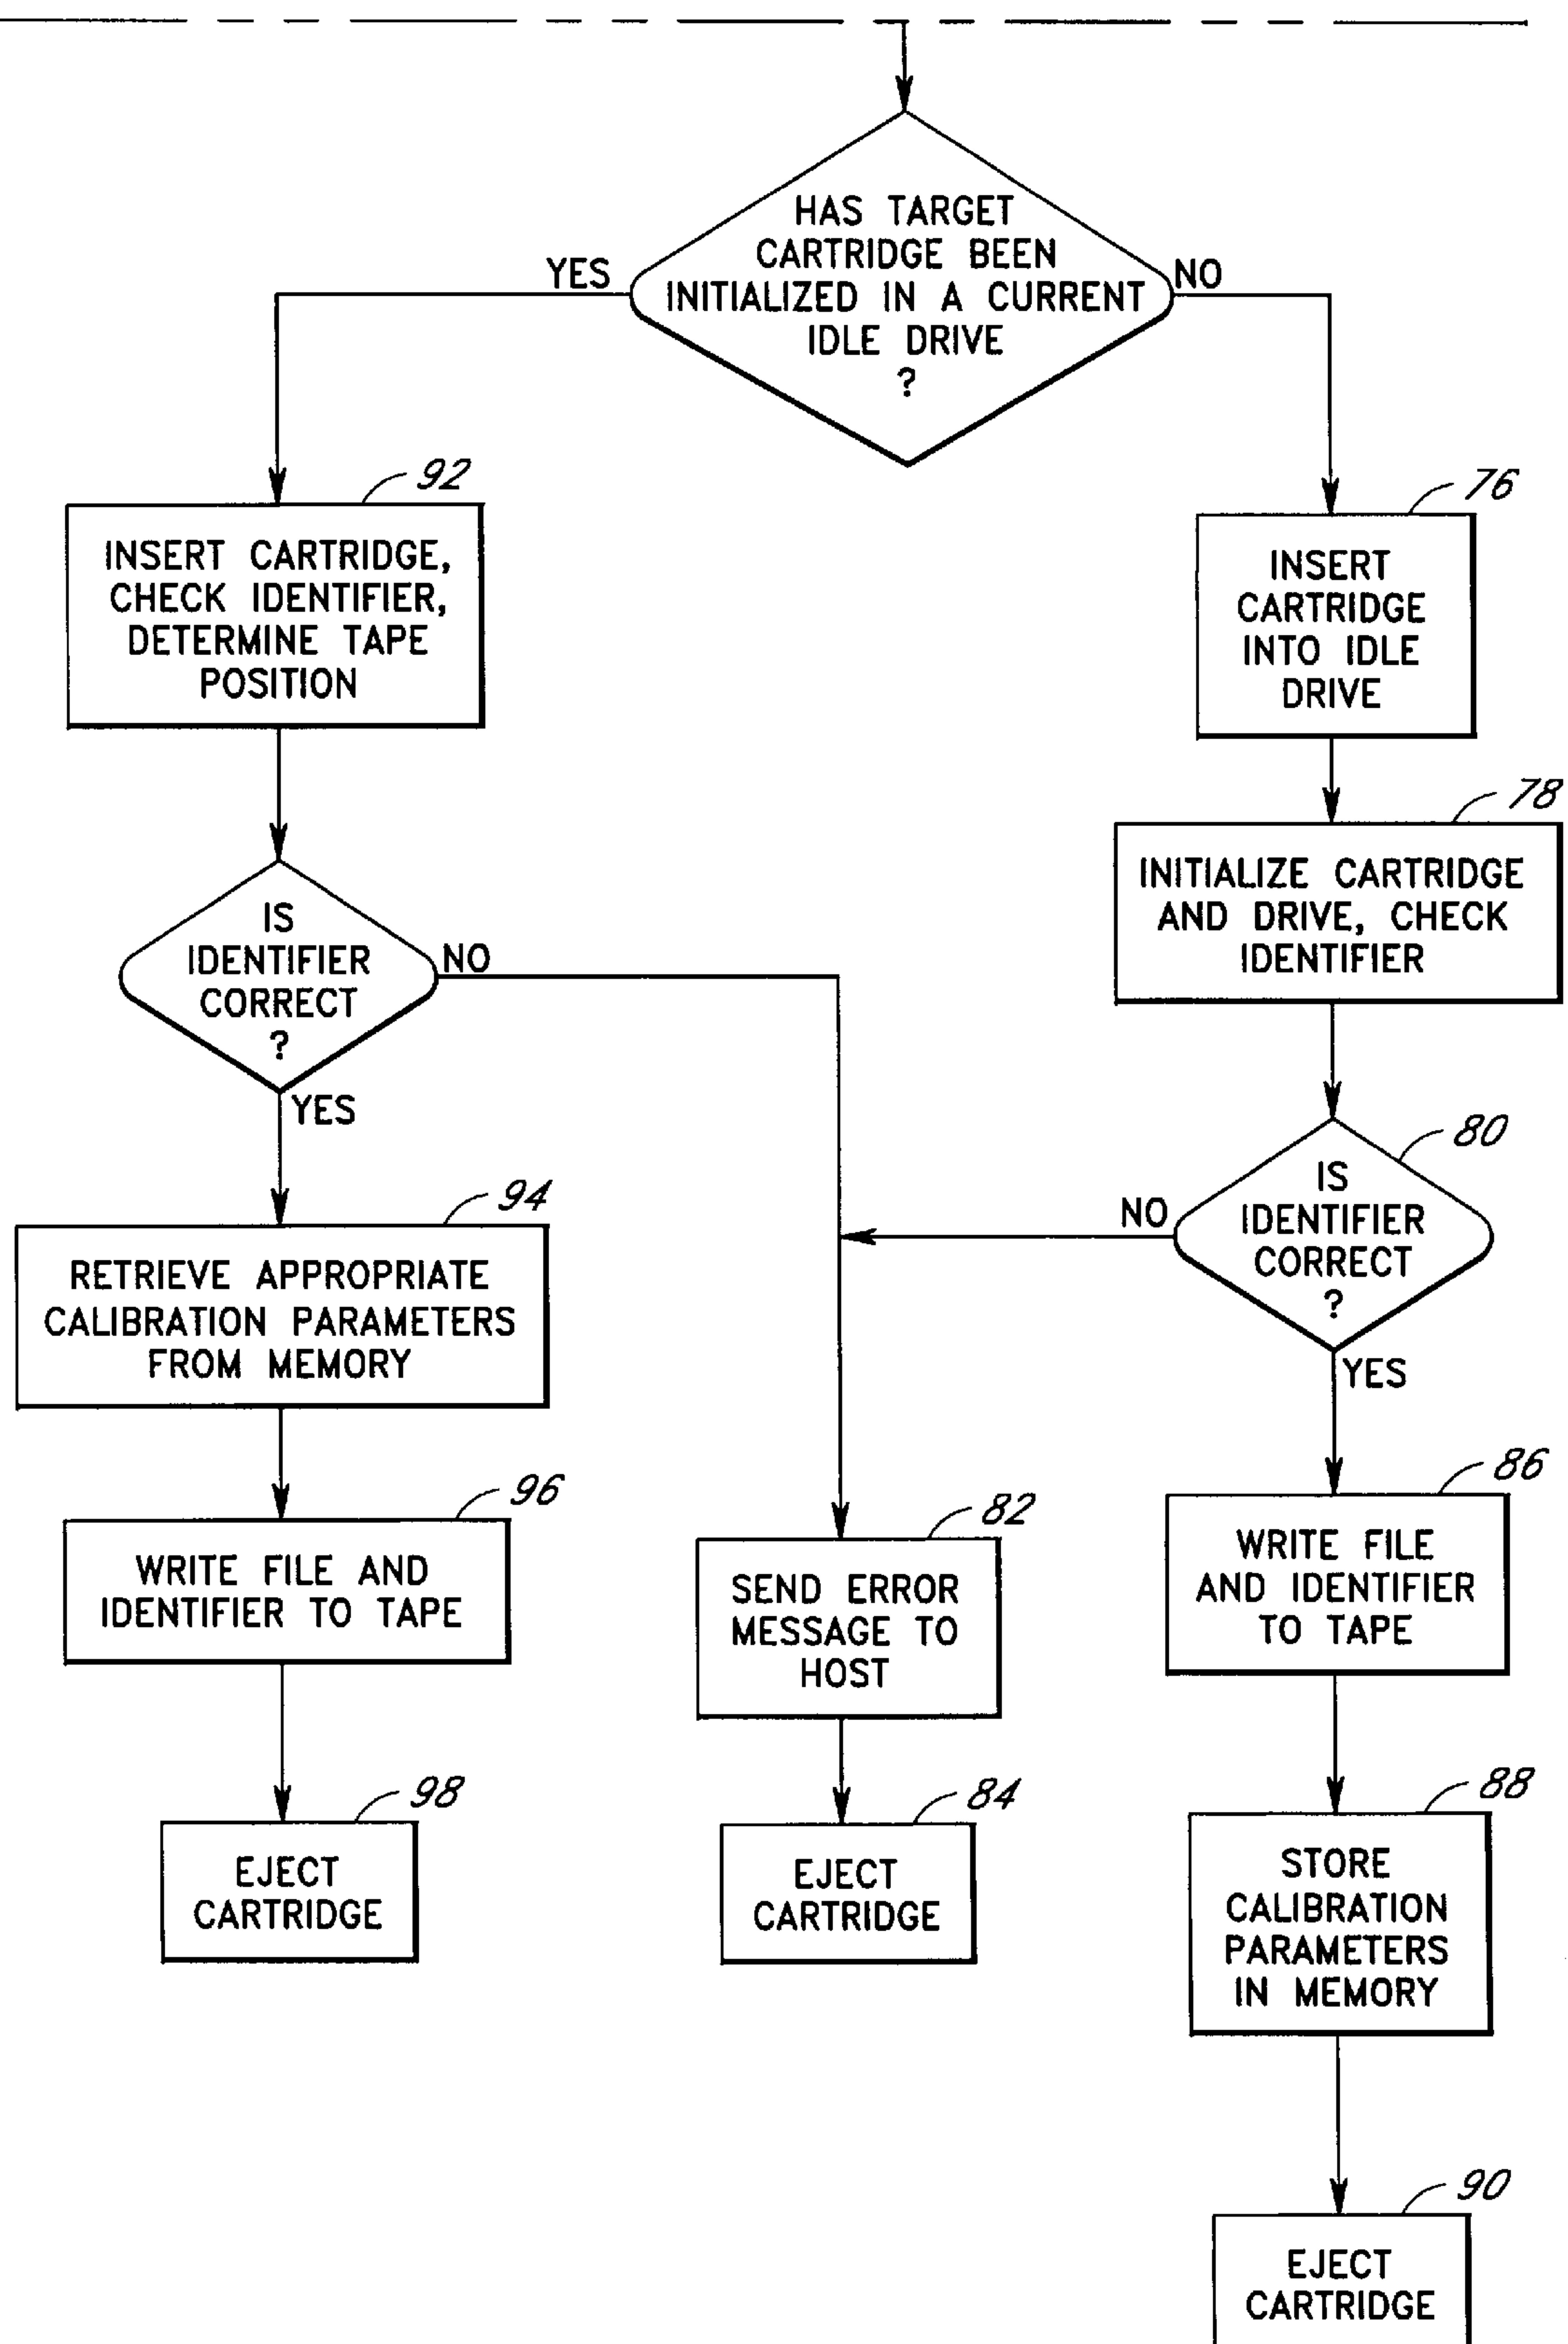 HAS TARGET
CARTRIDGE BEEN
INITIALIZED IN A CURRENT
IDLE DRIVE
?
YES
NO
92
INSERT CARTRIDGE,
CHECK IDENTIFIER,
DETERMINE TAPE
POSITION
76
INSERT
CARTRIDGE
INTO IDLE
DRIVE
78
INITIALIZE CARTRIDGE
AND DRIVE, CHECK
IDENTIFIER
IS
IDENTIFIER
CORRECT
?
NO
YES
80
IS
IDENTIFIER
CORRECT
?
NO
YES
94
RETRIEVE APPROPRIATE
CALIBRATION PARAMETERS
FROM MEMORY
96
WRITE FILE AND
IDENTIFIER TO TAPE
82
SEND ERROR
MESSAGE TO
HOST
86
WRITE FILE
AND IDENTIFIER
TO TAPE
98
EJECT
CARTRIDGE
84
EJECT
CARTRIDGE
88
STORE
CALIBRATION
PARAMETERS
IN MEMORY
90
EJECT
CARTRIDGE